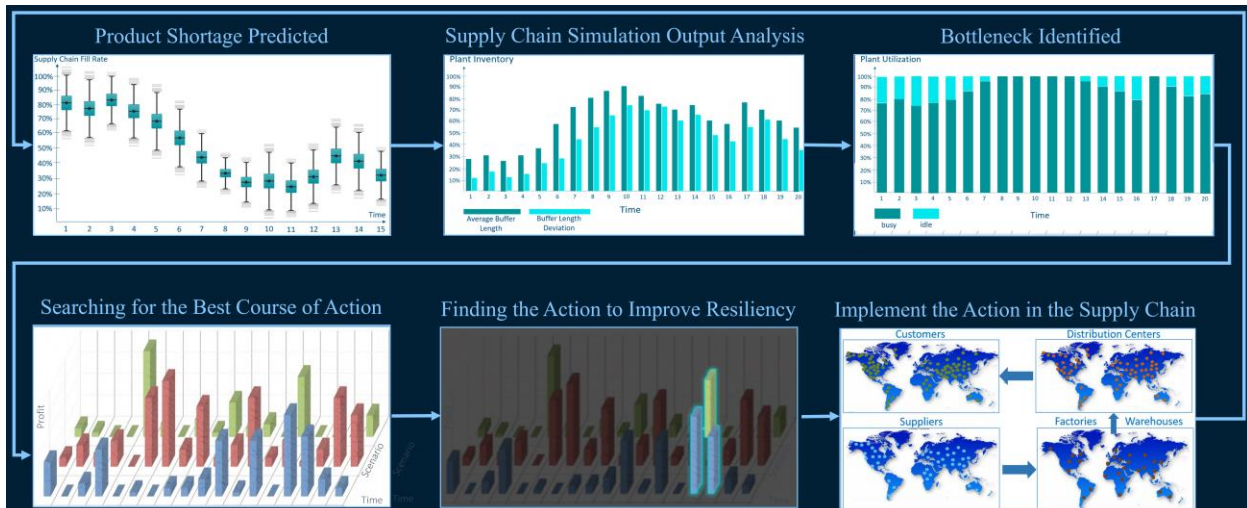 Product Shortage Predicted
Supply Chain Fill Rate
100%
90%
80%
70%
60%
50%
40%
30%
20%
10%
Time
1 2 3 4 5 6 7 8 9 10 11 12 13 14 15
Supply Chain Simulation Output Analysis
Plant Inventory
100%
90%
80%
70%
60%
50%
40%
30%
20%
10%
1 2 3 4 5 6 7 8 9 10 11 12 13 14 15 16 17 18 19 20
Time
Average Buffer
Length
Buffer Length
Deviation
Bottleneck Identified
Plant Utilization
100%
90%
80%
70%
60%
50%
40%
30%
20%
10%
1 2 3 4 5 6 7 8 9 10 11 12 13 14 15 16 17 18 19 20
Time
busy
idle
Searching for the Best Course of Action
Profit
Scenario
Time
Finding the Action to Improve Resiliency
Scenario
Time
Implement the Action in the Supply Chain
Customers
Distribution Centers
Suppliers
Factories
Warehouses